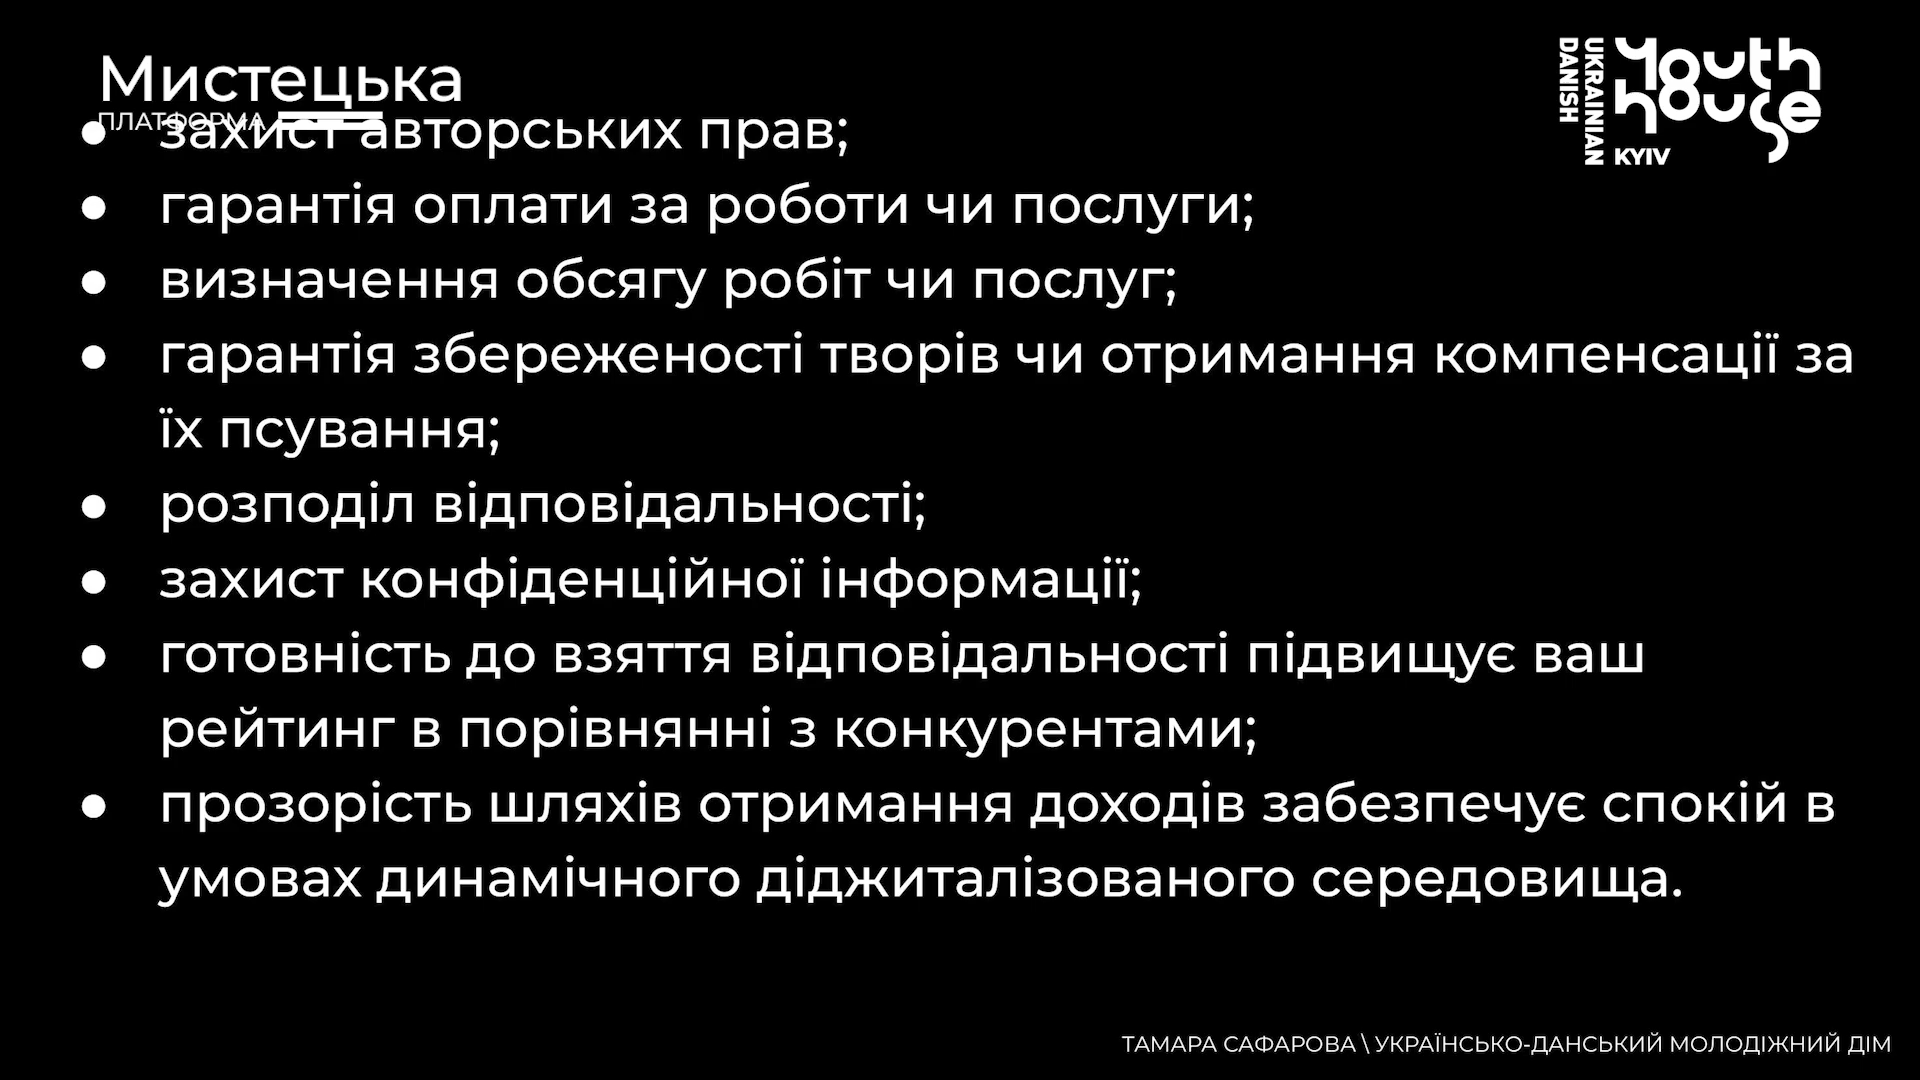 Мистецька
ПЛАТФОРМА
UKRAINIAN
DANISH
Youth
house
KYIV
● захист авторських прав;
● гарантія оплати за роботи чи послуги;
● визначення обсягу робіт чи послуг;
● гарантія збереженості творів чи отримання компенсації за
їх псування;
● розподіл відповідальності;
● захист конфіденційної інформації;
● готовність до взяття відповідальності підвищує ваш
рейтинг в порівнянні з конкурентами;
● прозорість шляхів отримання доходів забезпечує спокій в
умовах динамічного діджиталізованого середовища.
ТАМАРА САФАРОВА \ УКРАЇНСЬКО-ДАНСЬКИЙ МОЛОДІЖНИЙ ДІМ